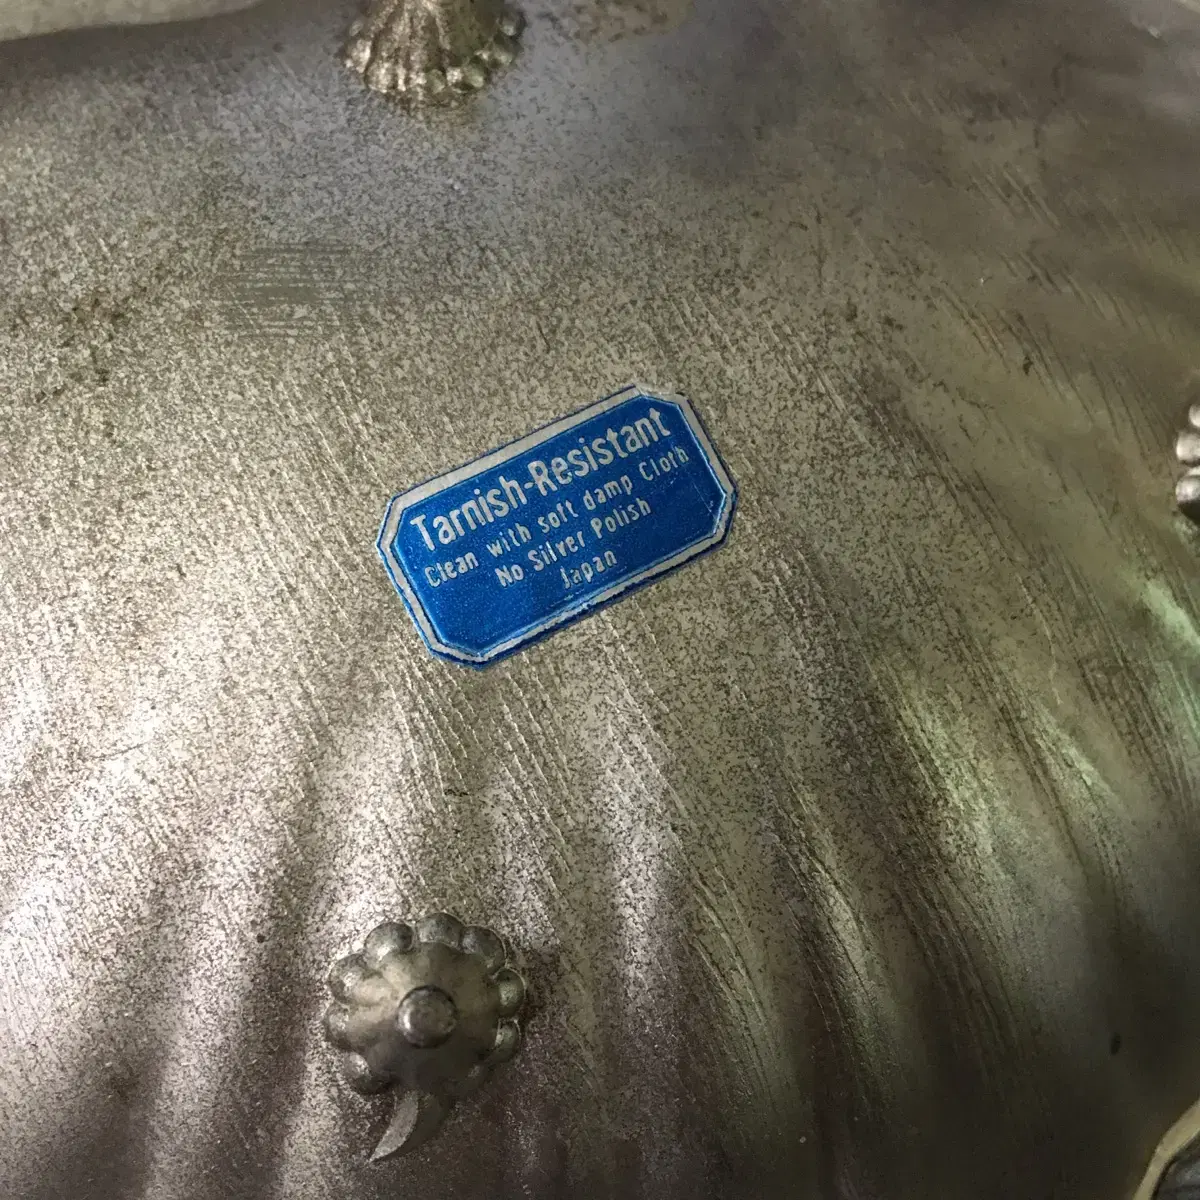 Tarnish-Resistant
Clean with soft damp Cloth
No Silver Polish
Japan